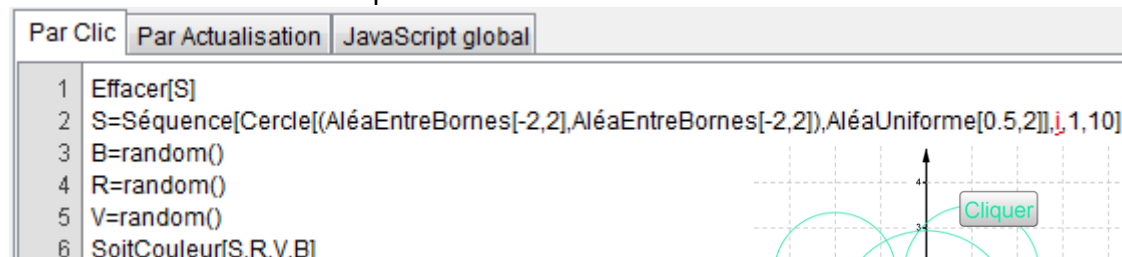 Par Clic Par Actualisation JavaScript global
1 Effacer[S]
2 S=Séquence[Cercle[(AléaEntreBornes[-2,2],AléaEntreBornes[-2,2]),AléaUniforme[0.5,2]],i,1,10]
3 B=random()
4 R=random()
4
Cliquer
5 V=random()
3
6 SoitCouleur[S,R,V,B]